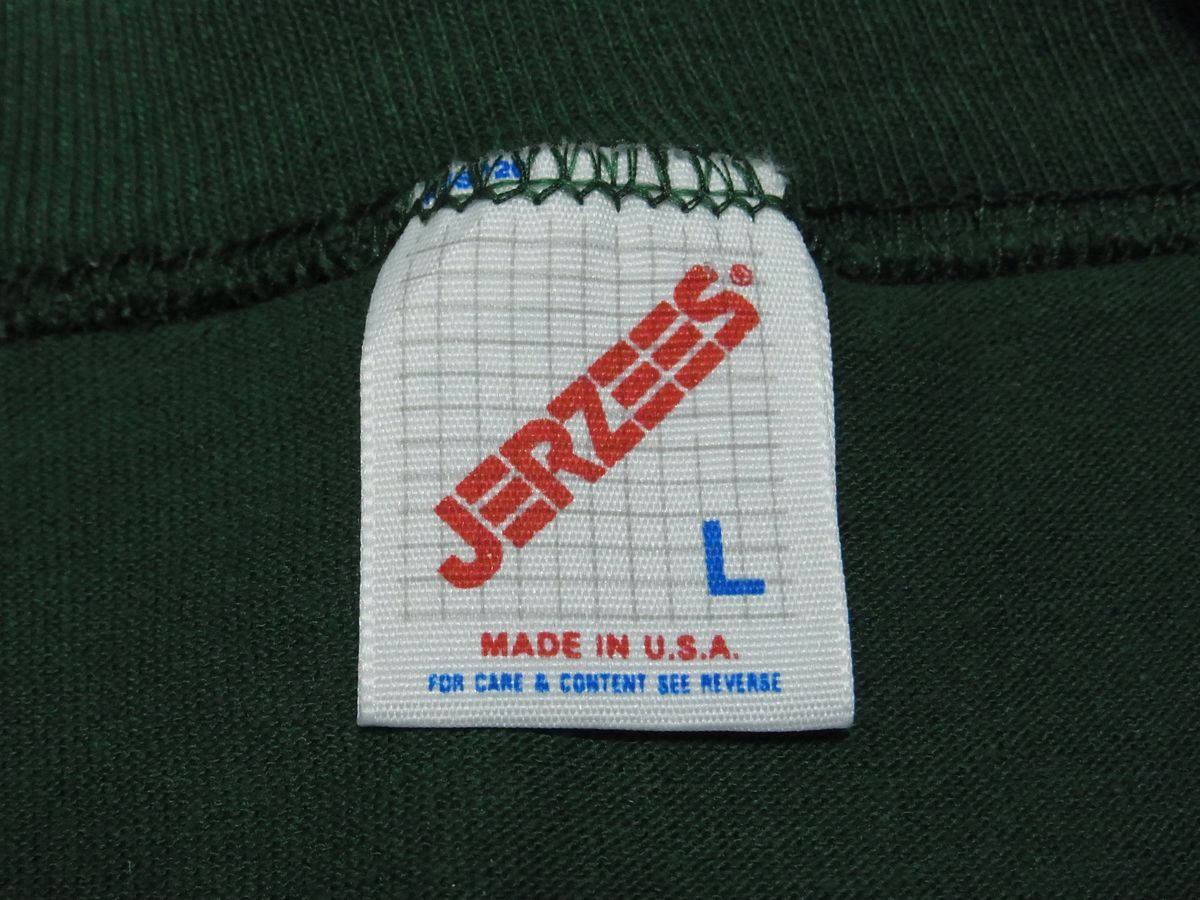 JERZEES®
L
MADE IN U.S.A.
FOR CARE & CONTENT SEE REVERSE